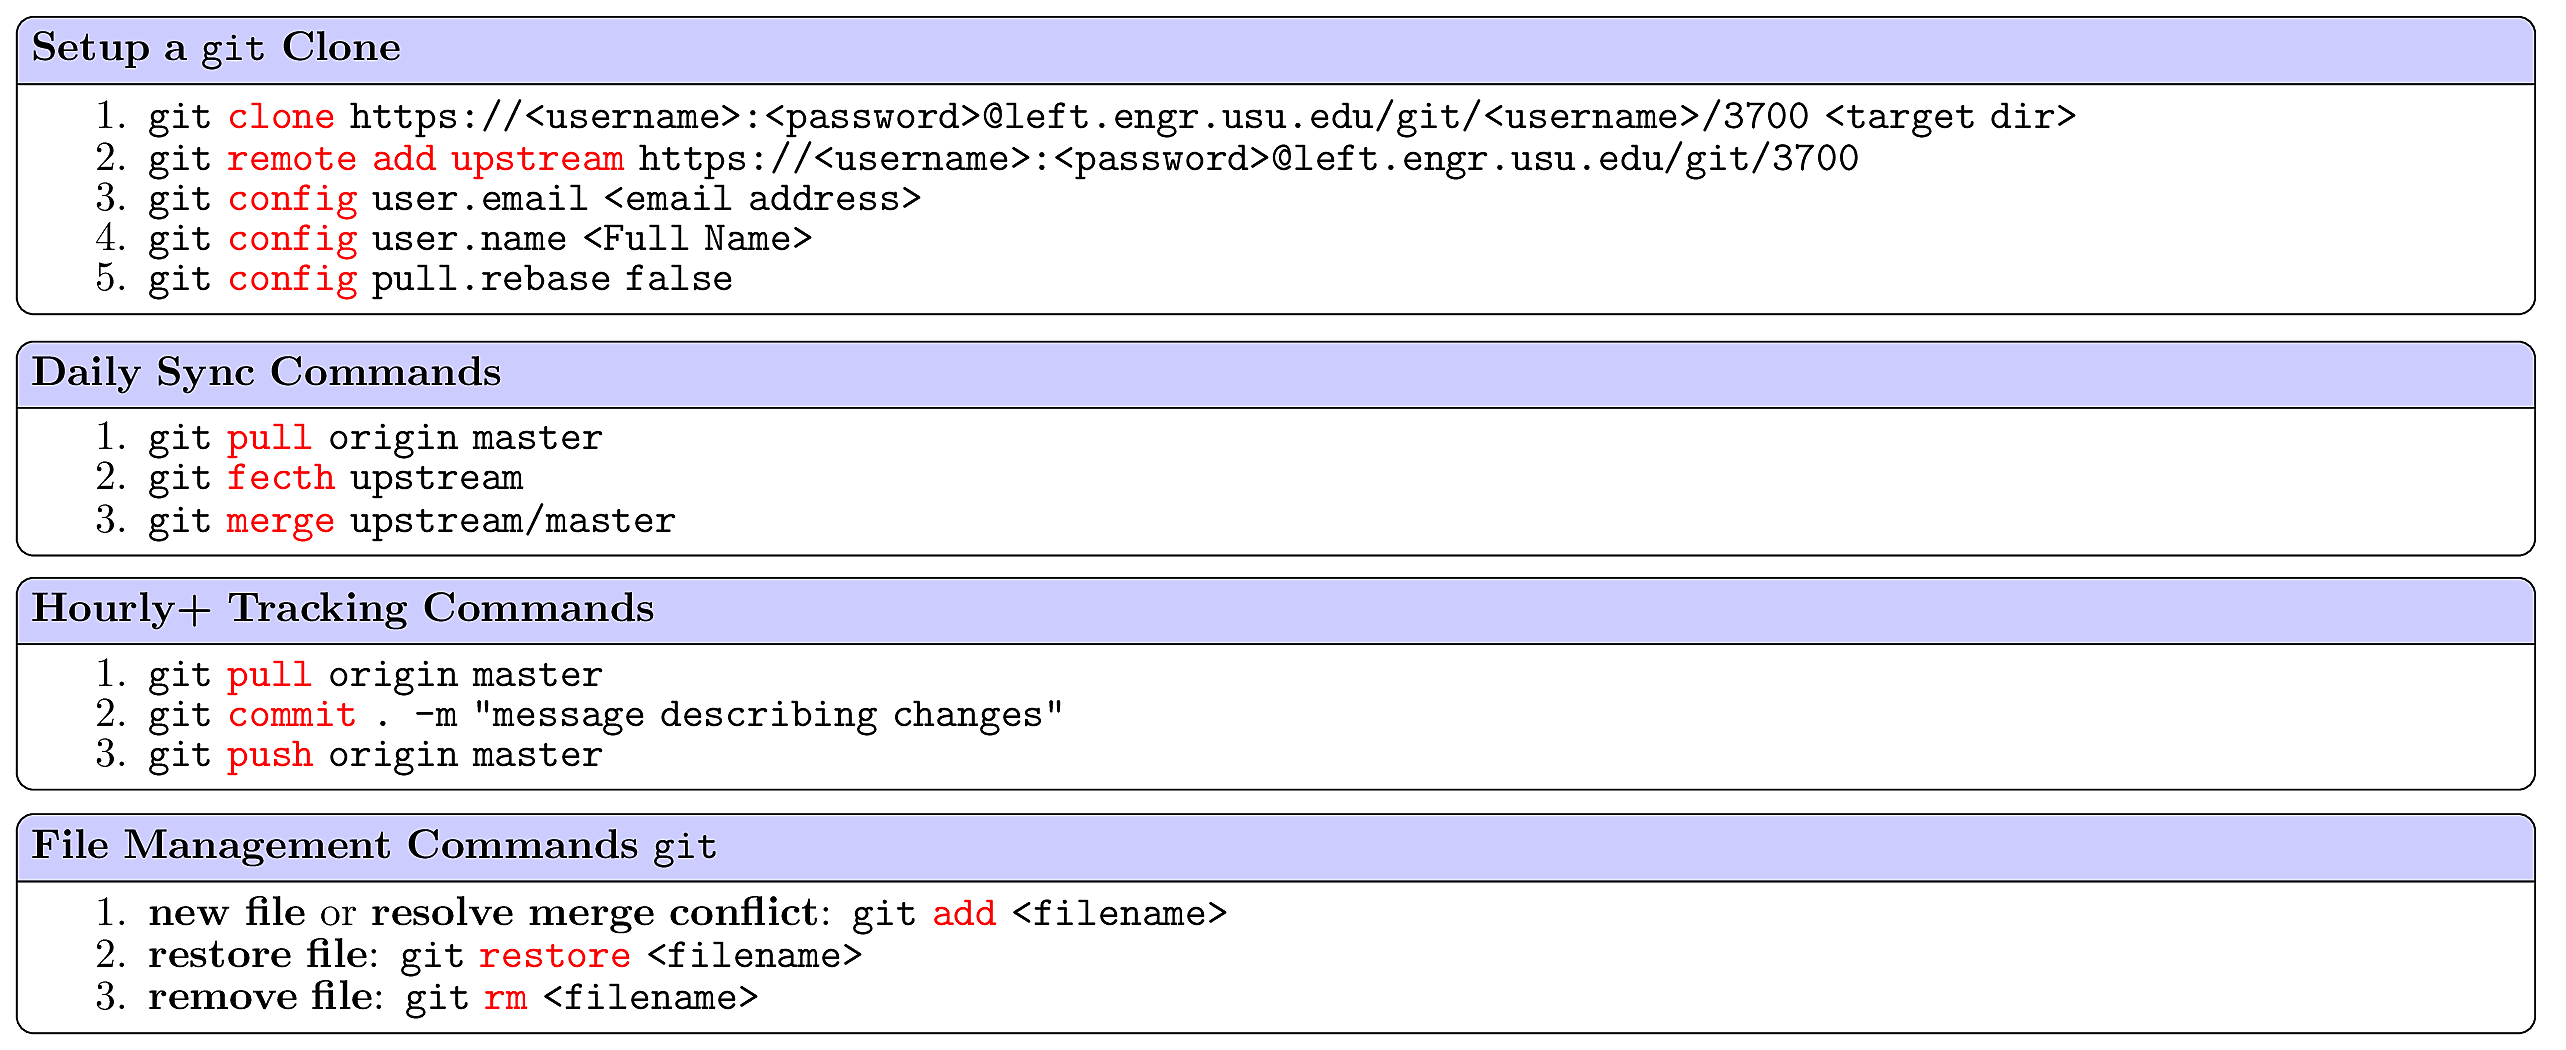 Setup a git Clone
1. git clone https://<username>:<password>@left.engr.usu.edu/git/<username>/3700 <target dir>
2. git remote add upstream https://<username>:<password>@left.engr.usu.edu/git/3700
3. git config user.email <email address>
4. git config user.name <Full Name>
5. git config pull.rebase false
Daily Sync Commands
1. git pull origin master
2. git fecth upstream
3. git merge upstream/master
Hourly+ Tracking Commands
1. git pull origin master
2. git commit . -m "message describing changes"
3. git push origin master
File Management Commands git
1. new file or resolve merge conflict: git add <filename>
2. restore file: git restore <filename>
3. remove file: git rm <filename>